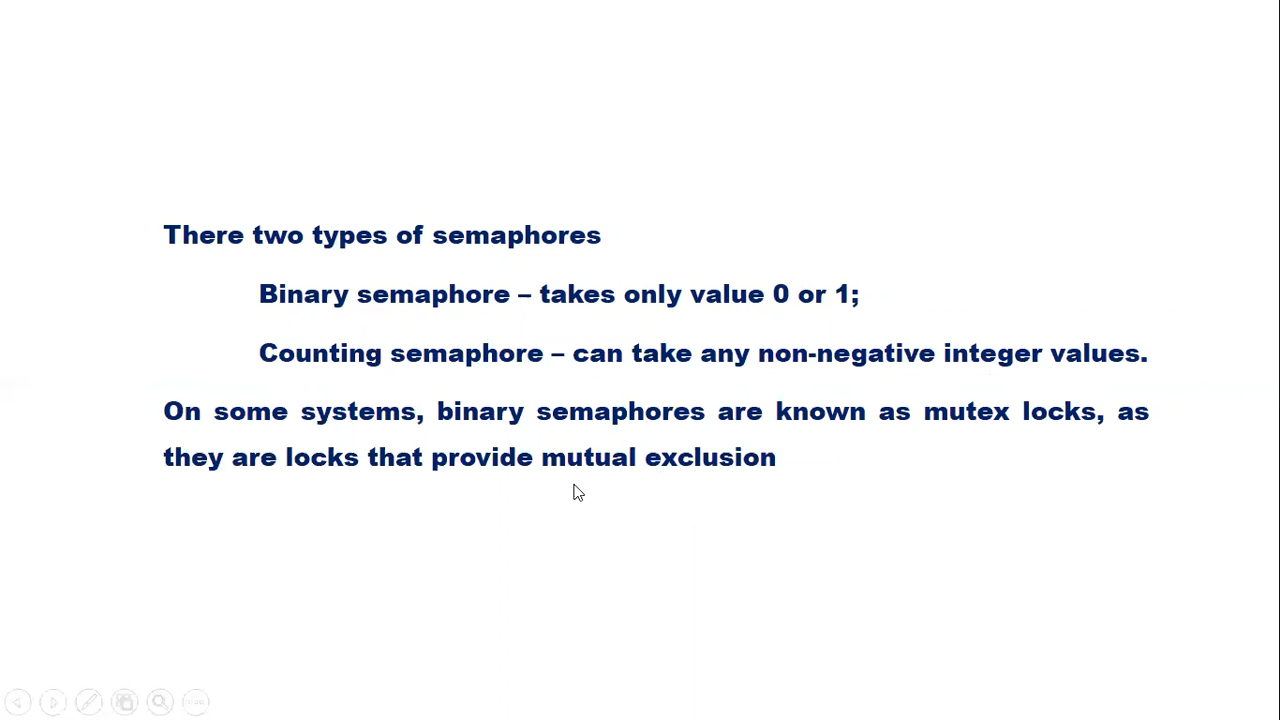 There two types of semaphores
Binary semaphore – takes only value 0 or 1;
Counting semaphore – can take any non-negative integer values.
On some systems, binary semaphores are known as mutex locks, as
they are locks that provide mutual exclusion